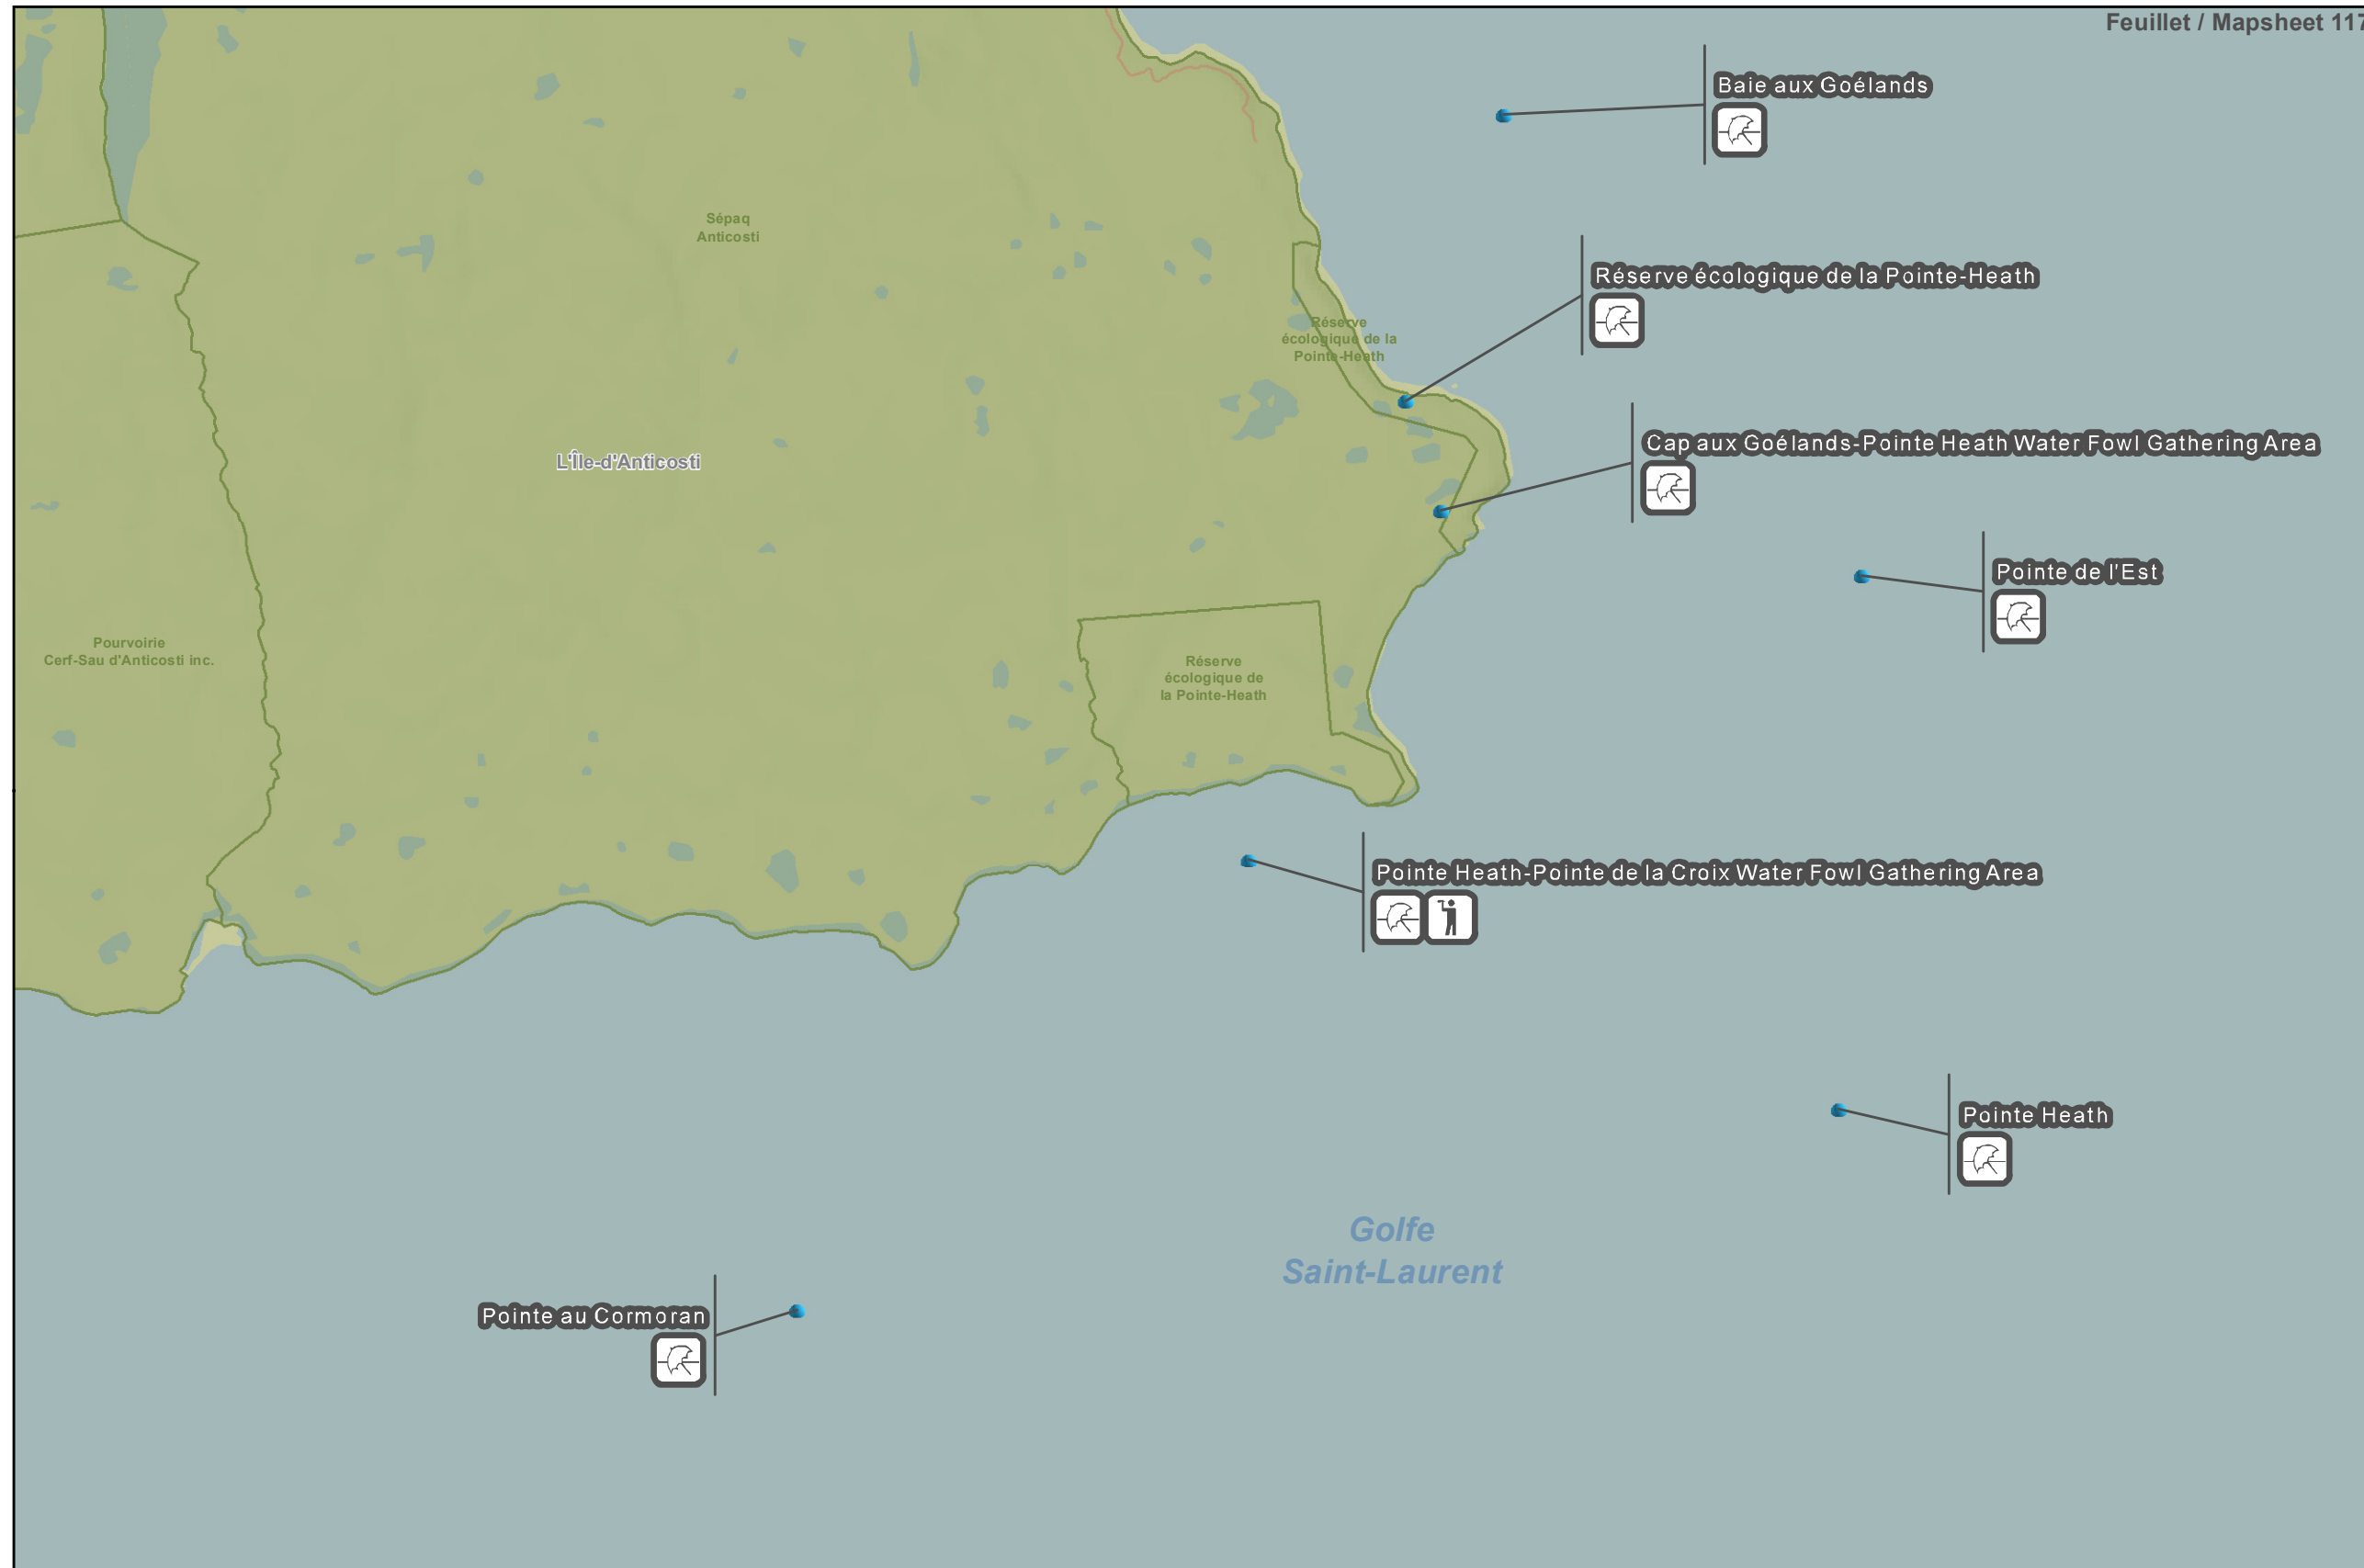 Feuillet / Mapsheet 117
Baie aux Goélands
Sépaq
Anticosti
Réserve écologique de la Pointe-Heath
Réserve
écologique de la
Pointe-Heath
Cap aux Goélands-Pointe Heath Water Fowl Gathering Area
L'Île-d'Anticosti
Pointe de l'Est
Pourvoirie
Cerf-Sau d'Anticosti inc.
Réserve
écologique de
la Pointe-Heath
Pointe Heath-Pointe de la Croix Water Fowl Gathering Area
Pointe Heath
Golfe
Saint-Laurent
Pointe au Cormoran